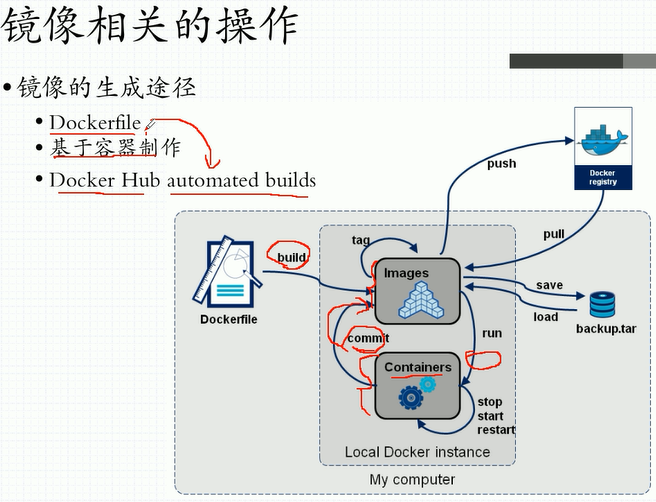 镜像相关的操作
•镜像的生成途径
• Dockerfile
• 基于容器制作
• Docker Hub automated builds
push
Docker
registry
pull
tag
build
Images
save
load
backup.tar
Dockerfile
commit
run
Containers
stop
start
restart
Local Docker instance
My computer